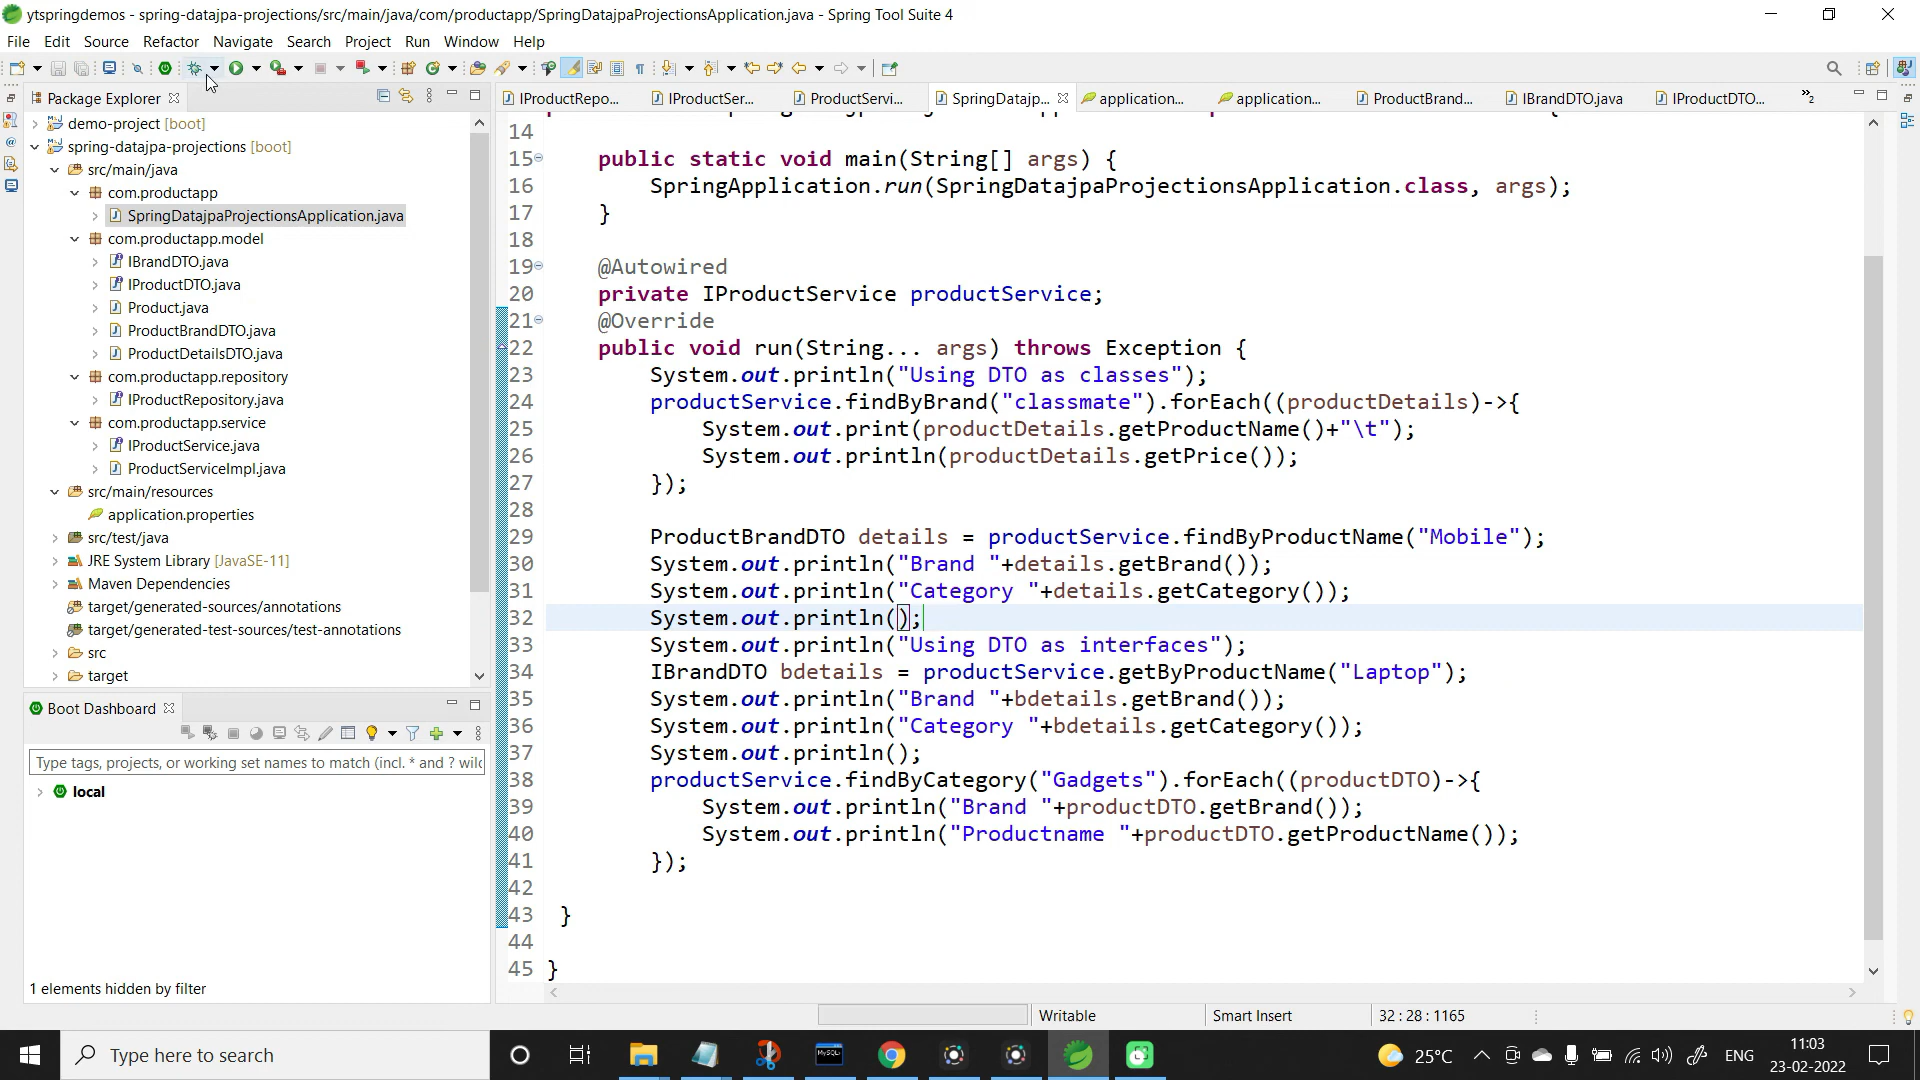 ytspringdemos - spring-datajpa-projections/src/main/java/com/productapp/SpringDatajpaProjectionsApplication.java - Spring Tool Suite 4
File Edit Source Refactor Navigate Search Project Run Window Help
Package Explorer
demo-project [boot]
spring-datajpa-projections [boot]
src/main/java
com.productapp
SpringDatajpaProjectionsApplication.java
com.productapp.model
IBrandDTO.java
IProductDTO.java
Product.java
ProductBrandDTO.java
ProductDetailsDTO.java
com.productapp.repository
IProductRepository.java
com.productapp.service
IProductService.java
ProductServiceImpl.java
src/main/resources
application.properties
src/test/java
JRE System Library [JavaSE-11]
Maven Dependencies
target/generated-sources/annotations
target/generated-test-sources/test-annotations
src
target
Boot Dashboard
Type tags, projects, or working set names to match (incl. * and ? wild
local
1 elements hidden by filter
IProductRepo... IProductSer... ProductServi... SpringDatajp... application... application... ProductBrand... IBrandDTO.java IProductDTO... »2
14
15 public static void main(String[] args) {
16 SpringApplication.run(SpringDatajpaProjectionsApplication.class, args);
17 }
18
19 @Autowired
20 private IProductService productService;
21 @Override
22 public void run(String... args) throws Exception {
23 System.out.println("Using DTO as classes");
24 productService.findByBrand("classmate").forEach((productDetails)->{
25 System.out.print(productDetails.getProductName()+"\t");
26 System.out.println(productDetails.getPrice());
27 });
28
29 ProductBrandDTO details = productService.findByProductName("Mobile");
30 System.out.println("Brand "+details.getBrand());
31 System.out.println("Category "+details.getCategory());
32 System.out.println();
33 System.out.println("Using DTO as interfaces");
34 IBrandDTO bdetails = productService.getByProductName("Laptop");
35 System.out.println("Brand "+bdetails.getBrand());
36 System.out.println("Category "+bdetails.getCategory());
37 System.out.println();
38 productService.findByCategory("Gadgets").forEach((productDTO)->{
39 System.out.println("Brand "+productDTO.getBrand());
40 System.out.println("Productname "+productDTO.getProductName());
41 });
42
43 }
44
45 }
Writable Smart Insert 32 : 28 : 1165
Type here to search
MySQL
25°C ENG 11:03
23-02-2022